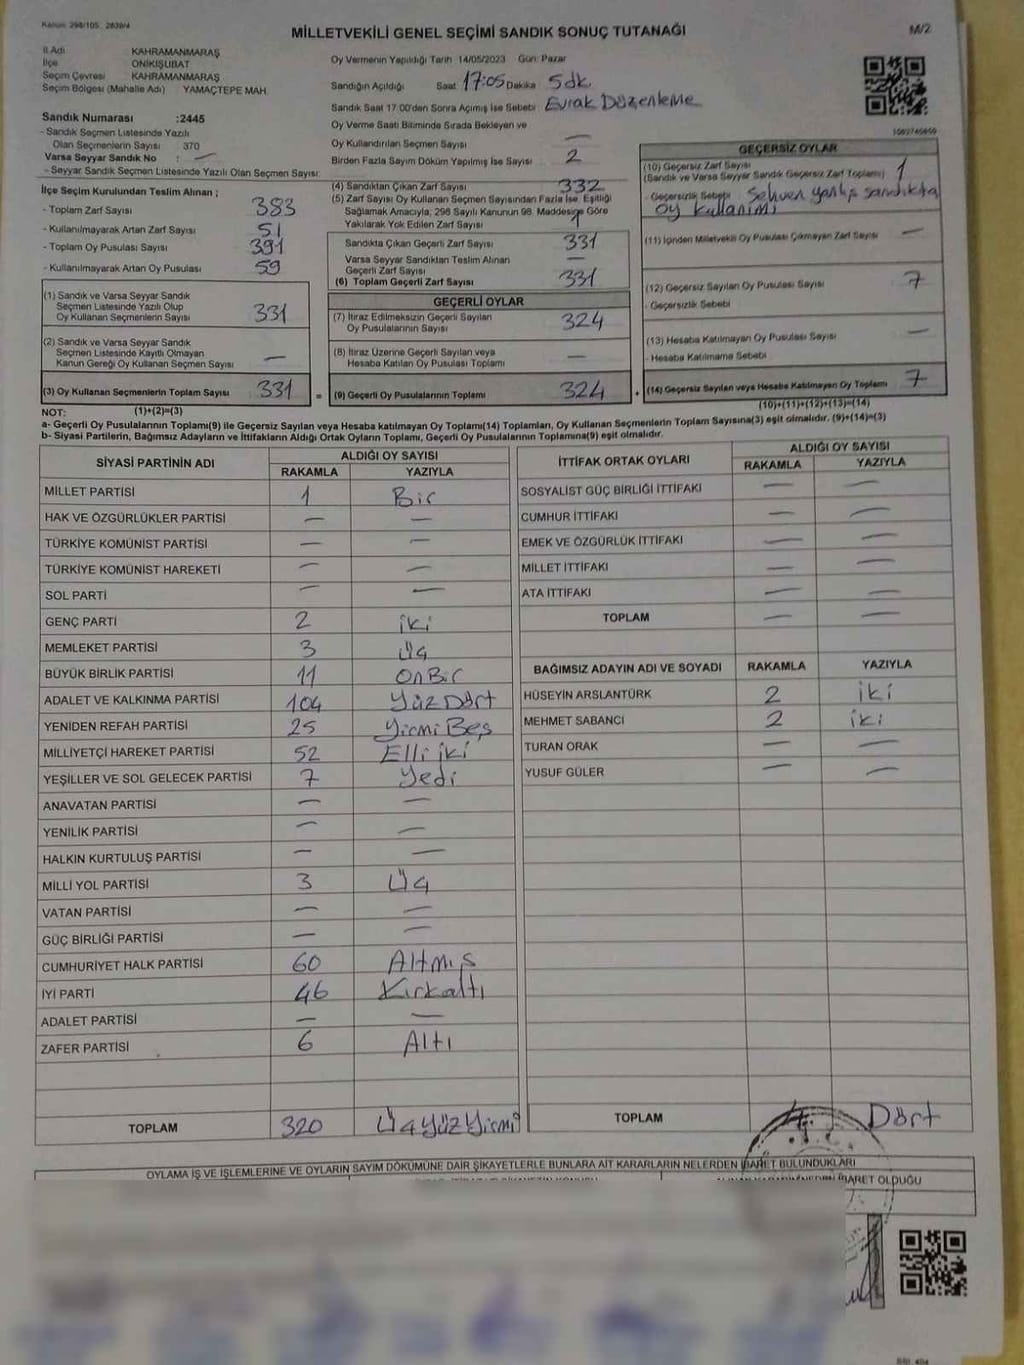 Kanun: 298/105 2839/4
MİLLETVEKİLİ GENEL SEÇİMİ SANDIK SONUÇ TUTANAĞI
M/2
İl Adı KAHRAMANMARAŞ
İlçe ONİKİŞUBAT
Seçim Çevresi KAHRAMANMARAŞ
Seçim Bölgesi (Mahalle Adı) YAMAÇTEPE MAH.
Sandık Numarası :2445
- Sandık Seçmen Listesinde Yazılı
Olan Seçmenlerin Sayısı 370
Varsa Seyyar Sandık No : —
- Seyyar Sandık Seçmen Listesinde Yazılı Olan Seçmen Sayısı:
Oy Vermenin Yapıldığı Tarih 14/05/2023 Gün: Pazar
Sandığın Açıldığı Saat 17:05 Dakika 5dk
Sandık Saat 17.00'den Sonra Açımış İse Sebebi Evrak Düzenleme
Oy Verme Saati Bitiminde Sırada Bekleyen ve
Oy Kullandırılan Seçmen Sayısı —
Birden Fazla Sayım Döküm Yapılmış İse Sayısı 2
İlçe Seçim Kurulundan Teslim Alınan ;
- Toplam Zarf Sayısı 383
- Kullanılmayarak Artan Zarf Sayısı 51
- Toplam Oy Pusulası Sayısı 391
- Kullanılmayarak Artan Oy Pusulası 59
(1) Sandık ve Varsa Seyyar Sandık
Seçmen Listesinde Yazılı Olup
Oy Kullanan Seçmenlerin Sayısı 331
(2) Sandık ve Varsa Seyyar Sandık
Seçmen Listesinde Kayıtlı Olmayan
Kanun Gereği Oy Kullanan Seçmen Sayısı —
(3) Oy Kullanan Seçmenlerin Toplam Sayısı 331 =
(4) Sandıktan Çıkan Zarf Sayısı 332
(5) Zarf Sayısı Oy Kullanan Seçmen Sayısından Fazla İse, Eşitliği
Sağlamak Amacıyla; 298 Sayılı Kanunun 98. Maddesine Göre
Yakılarak Yok Edilen Zarf Sayısı 1
Sandıkta Çıkan Geçerli Zarf Sayısı 331
Varsa Seyyar Sandıktan Teslim Alınan
Geçerli Zarf Sayısı —
(6) Toplam Geçerli Zarf Sayısı 331
GEÇERLİ OYLAR
(7) İtiraz Edilmeksizin Geçerli Sayılan
Oy Pusulalarının Sayısı 324
(8) İtiraz Üzerine Geçerli Sayılan veya
Hesaba Katılan Oy Pusulası Toplamı —
(9) Geçerli Oy Pusulalarının Toplamı 324 +
GEÇERSİZ OYLAR
(10) Geçersiz Zarf Sayısı
(Sandık ve Varsa Seyyar Sandık Geçersiz Zarf Toplamı) 1
- Geçersizlik Sebebi Sehven yanlış sandıkta
oy kullanımı
(11) İçinden Milletvekili Oy Pusulası Çıkmayan Zarf Sayısı —
(12) Geçersiz Sayılan Oy Pusulası Sayısı 7
- Geçersizlik Sebebi
(13) Hesaba Katılmayan Oy Pusulası Sayısı —
- Hesaba Katılmama Sebebi
(14) Geçersiz Sayılan veya Hesaba Katılmayan Oy Toplamı 7
NOT: (1)+(2)=(3)
(10)+(11)+(12)+(13)=(14)
a- Geçerli Oy Pusulalarının Toplamı(9) ile Geçersiz Sayılan veya Hesaba katılmayan Oy Toplamı(14) Toplamları, Oy Kullanan Seçmenlerin Toplam Sayısına(3) eşit olmalıdır. (9)+(14)=(3)
b- Siyasi Partilerin, Bağımsız Adayların ve İttifakların Aldığı Ortak Oyların Toplamı, Geçerli Oy Pusulalarının Toplamına(9) eşit olmalıdır.
SİYASİ PARTİNİN ADI ALDIĞI OY SAYISI
RAKAMLA YAZIYLA
MİLLET PARTİSİ 1 Bir
HAK VE ÖZGÜRLÜKLER PARTİSİ — —
TÜRKİYE KOMÜNİST PARTİSİ — —
TÜRKİYE KOMÜNİST HAREKETİ — —
SOL PARTİ — —
GENÇ PARTİ 2 iki
MEMLEKET PARTİSİ 3 Üç
BÜYÜK BİRLİK PARTİSİ 11 OnBir
ADALET VE KALKINMA PARTİSİ 104 YüzDört
YENİDEN REFAH PARTİSİ 25 YirmiBeş
MİLLİYETÇİ HAREKET PARTİSİ 52 Elli iki
YEŞİLLER VE SOL GELECEK PARTİSİ 7 Yedi
ANAVATAN PARTİSİ — —
YENİLİK PARTİSİ — —
HALKIN KURTULUŞ PARTİSİ — —
MİLLİ YOL PARTİSİ 3 Üç
VATAN PARTİSİ — —
GÜÇ BİRLİĞİ PARTİSİ — —
CUMHURİYET HALK PARTİSİ 60 Altmış
İYİ PARTİ 46 Kırkaltı
ADALET PARTİSİ — —
ZAFER PARTİSİ 6 Altı
TOPLAM 320 ÜçYüzYirmi
İTTİFAK ORTAK OYLARI ALDIĞI OY SAYISI
RAKAMLA YAZIYLA
SOSYALİST GÜÇ BİRLİĞİ İTTİFAKI — —
CUMHUR İTTİFAKI — —
EMEK VE ÖZGÜRLÜK İTTİFAKI — —
MİLLET İTTİFAKI — —
ATA İTTİFAKI — —
TOPLAM — —
BAĞIMSIZ ADAYIN ADI VE SOYADI RAKAMLA YAZIYLA
HÜSEYİN ARSLANTÜRK 2 iki
MEHMET SABANCI 2 iki
TURAN ORAK — —
YUSUF GÜLER — —
TOPLAM 4 Dört
OYLAMA İŞ VE İŞLEMLERİNE VE OYLARIN SAYIM DÖKÜMÜNE DAİR ŞİKAYETLERLE BUNLARA AİT KARARLARIN NELERDEN İBARET BULUNDUKLARI
İBARET OLDUĞU